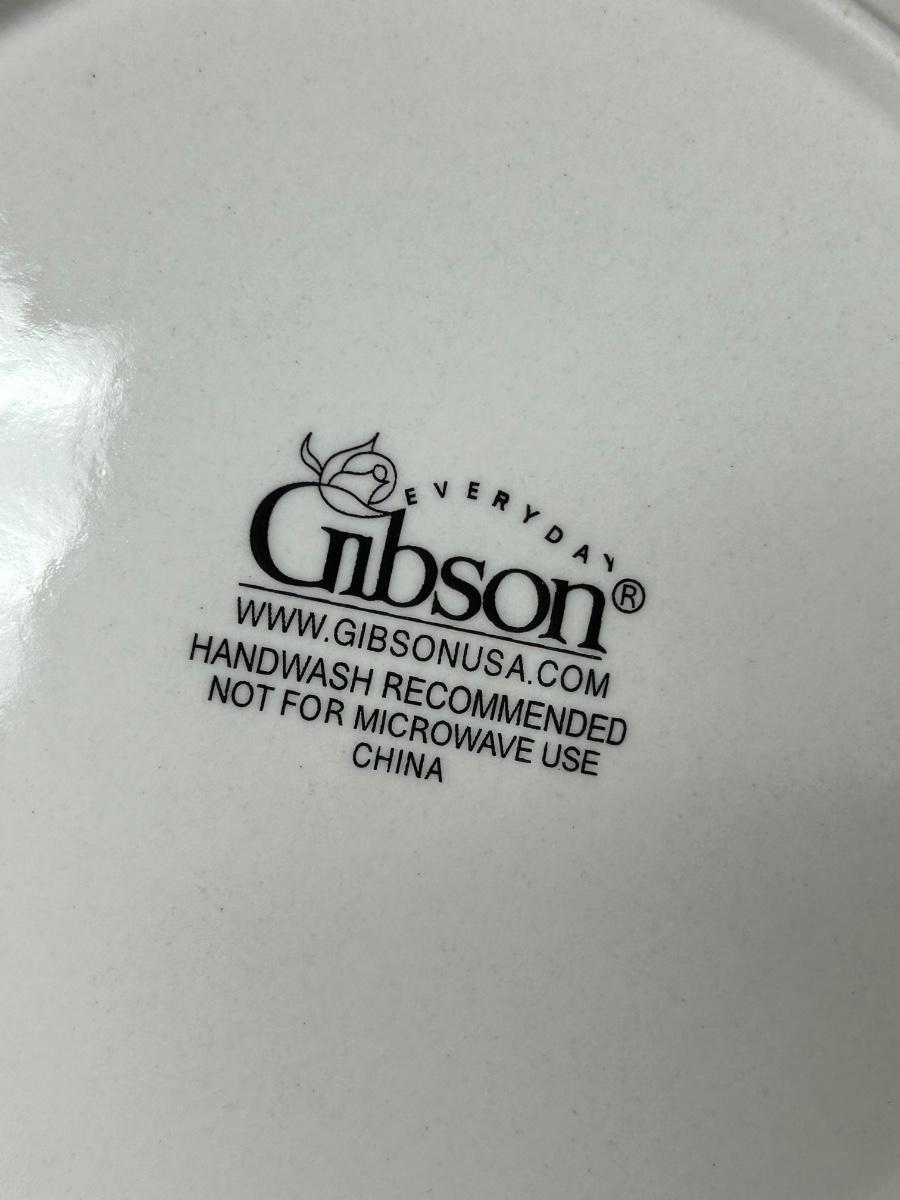 EVERYDAY
Gibson®
WWW.GIBSONUSA.COM
HANDWASH RECOMMENDED
NOT FOR MICROWAVE USE
CHINA